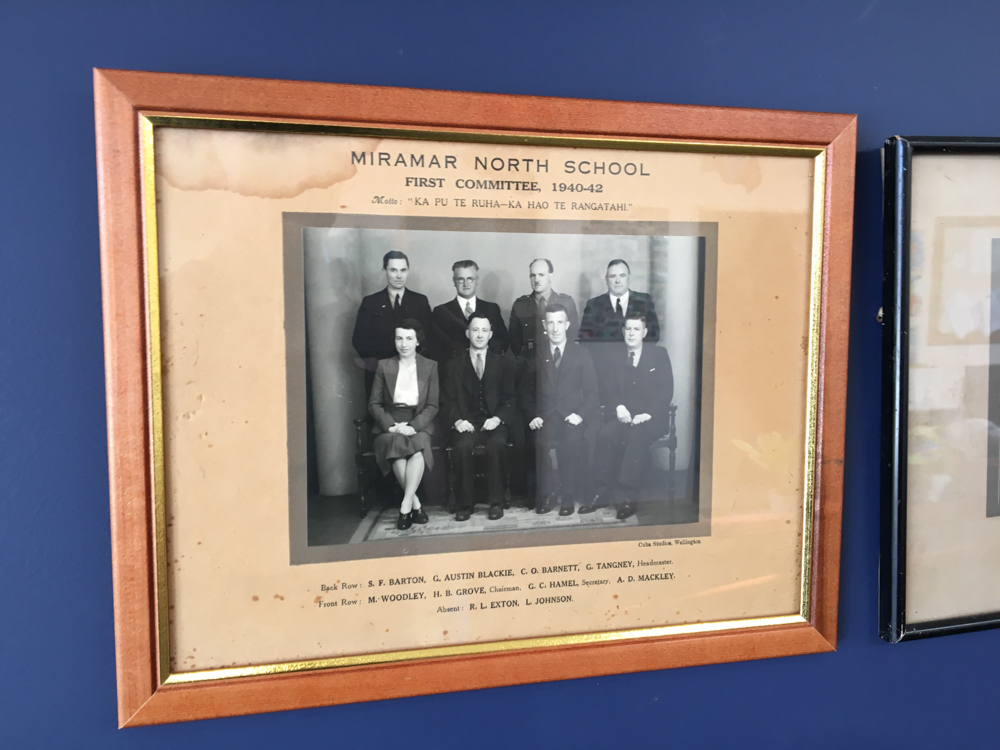 MIRAMAR NORTH SCHOOL
FIRST COMMITTEE, 1940-42
Motto: "KA PU TE RUHA—KA HAO TE RANGATAHI."
Cuba Studios, Wellington
Back Row: S. F. BARTON, G. AUSTIN BLACKIE, C. O. BARNETT, G. TANGNEY, Headmaster.
Front Row: M. WOODLEY, H. B. GROVE, Chairman, G. C. HAMEL, Secretary, A. D. MACKLEY.
Absent: R. L. EXTON, L. JOHNSON.